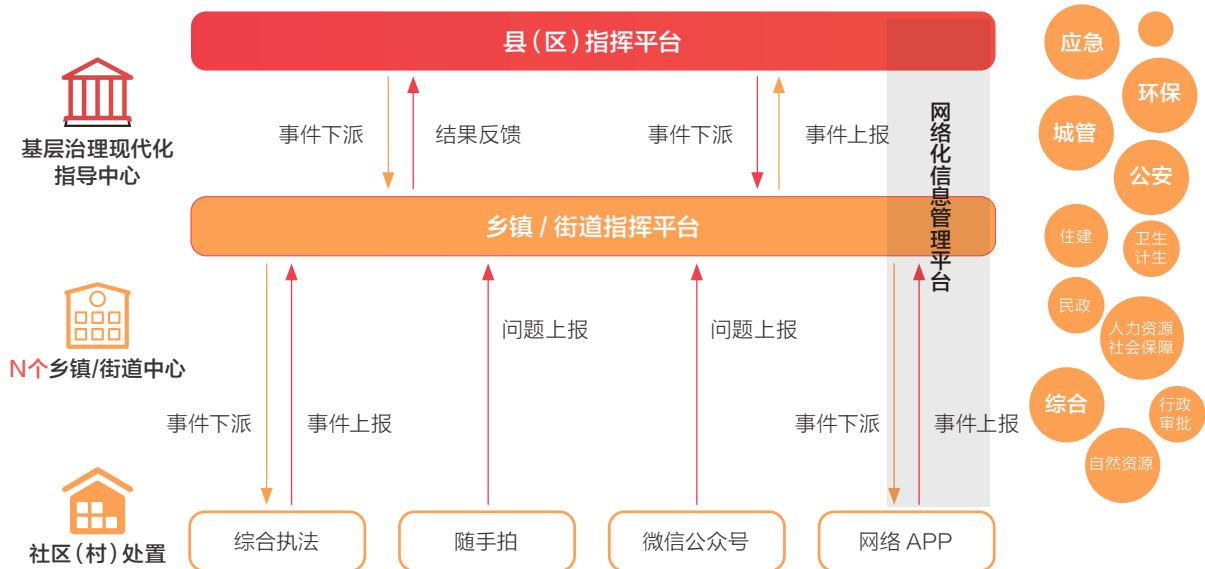 县（区）指挥平台
基层治理现代化
指导中心
事件下派
结果反馈
事件下派
事件上报
网络化信息管理平台
乡镇 / 街道指挥平台
N个乡镇/街道中心
问题上报
问题上报
事件下派
事件上报
事件下派
事件上报
社区（村）处置
综合执法
随手拍
微信公众号
网络 APP
应急
环保
城管
公安
住建
卫生
计生
民政
人力资源
社会保障
综合
行政
审批
自然资源